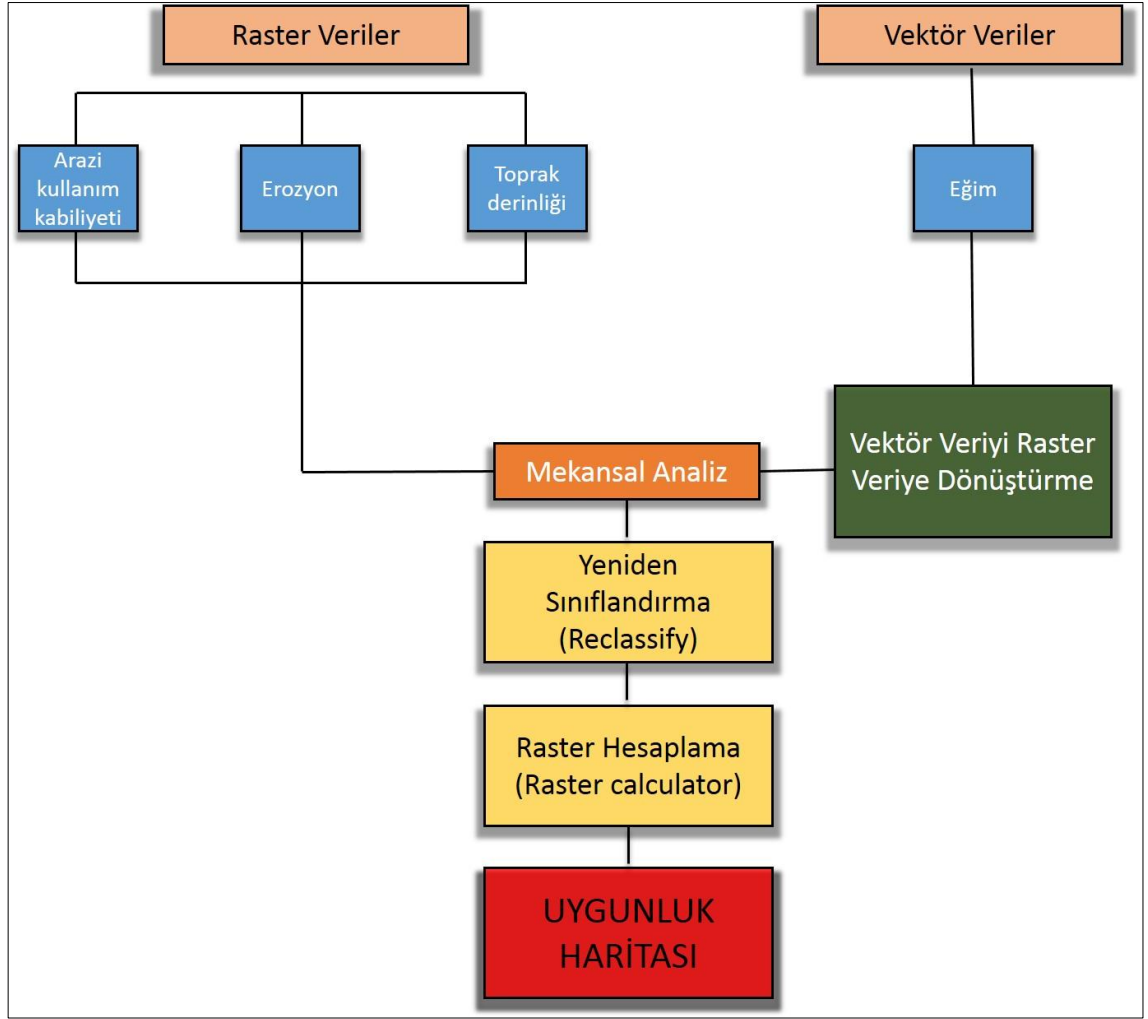 Raster Veriler
Vektör Veriler
Arazi
kullanım
kabiliyeti
Erozyon
Toprak
derinliği
Eğim
Vektör Veriyi Raster
Veriye Dönüştürme
Mekansal Analiz
Yeniden
Sınıflandırma
(Reclassify)
Raster Hesaplama
(Raster calculator)
UYGUNLUK
HARİTASI